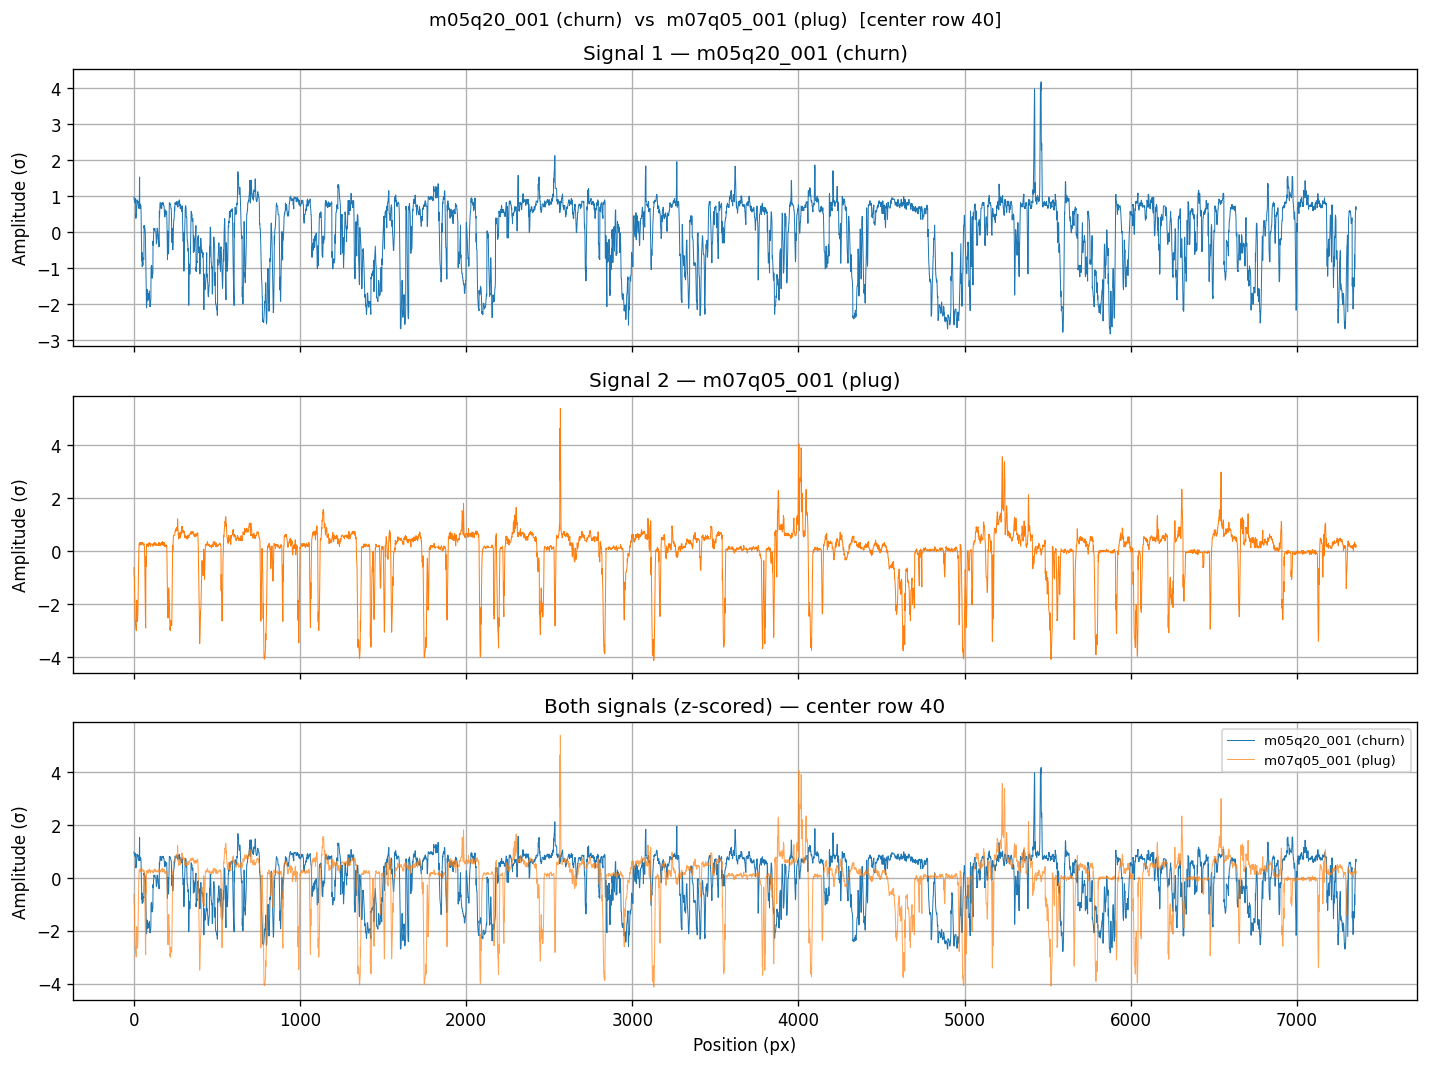 m05q20_001 (churn)  vs  m07q05_001 (plug)  [center row 40]
Signal 1 — m05q20_001 (churn)
Amplitude (σ)
4
3
2
1
0
−1
−2
−3
Signal 2 — m07q05_001 (plug)
Amplitude (σ)
4
2
0
−2
−4
Both signals (z-scored) — center row 40
Amplitude (σ)
4
2
0
−2
−4
m05q20_001 (churn)
m07q05_001 (plug)
0 1000 2000 3000 4000 5000 6000 7000
Position (px)